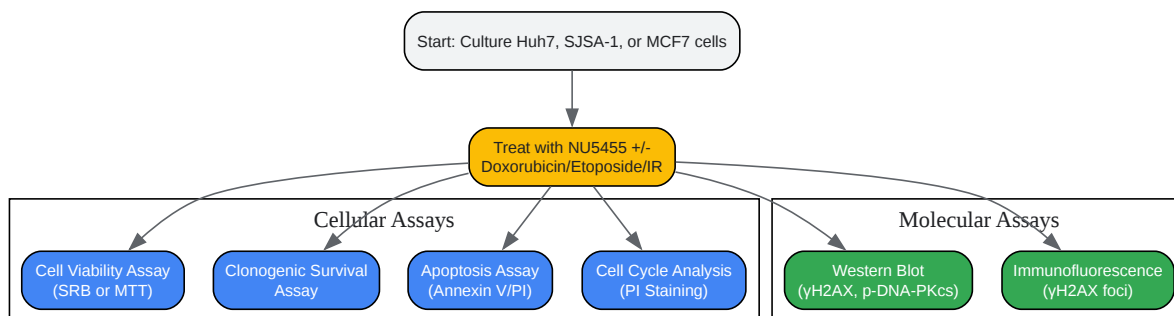 Start: Culture Huh7, SJSA-1, or MCF7 cells
Treat with NU5455 +/-
Doxorubicin/Etoposide/IR
Cellular Assays
Molecular Assays
Cell Viability Assay
(SRB or MTT)
Clonogenic Survival
Assay
Apoptosis Assay
(Annexin V/PI)
Cell Cycle Analysis
(PI Staining)
Western Blot
(γH2AX, p-DNA-PKcs)
Immunofluorescence
(γH2AX foci)